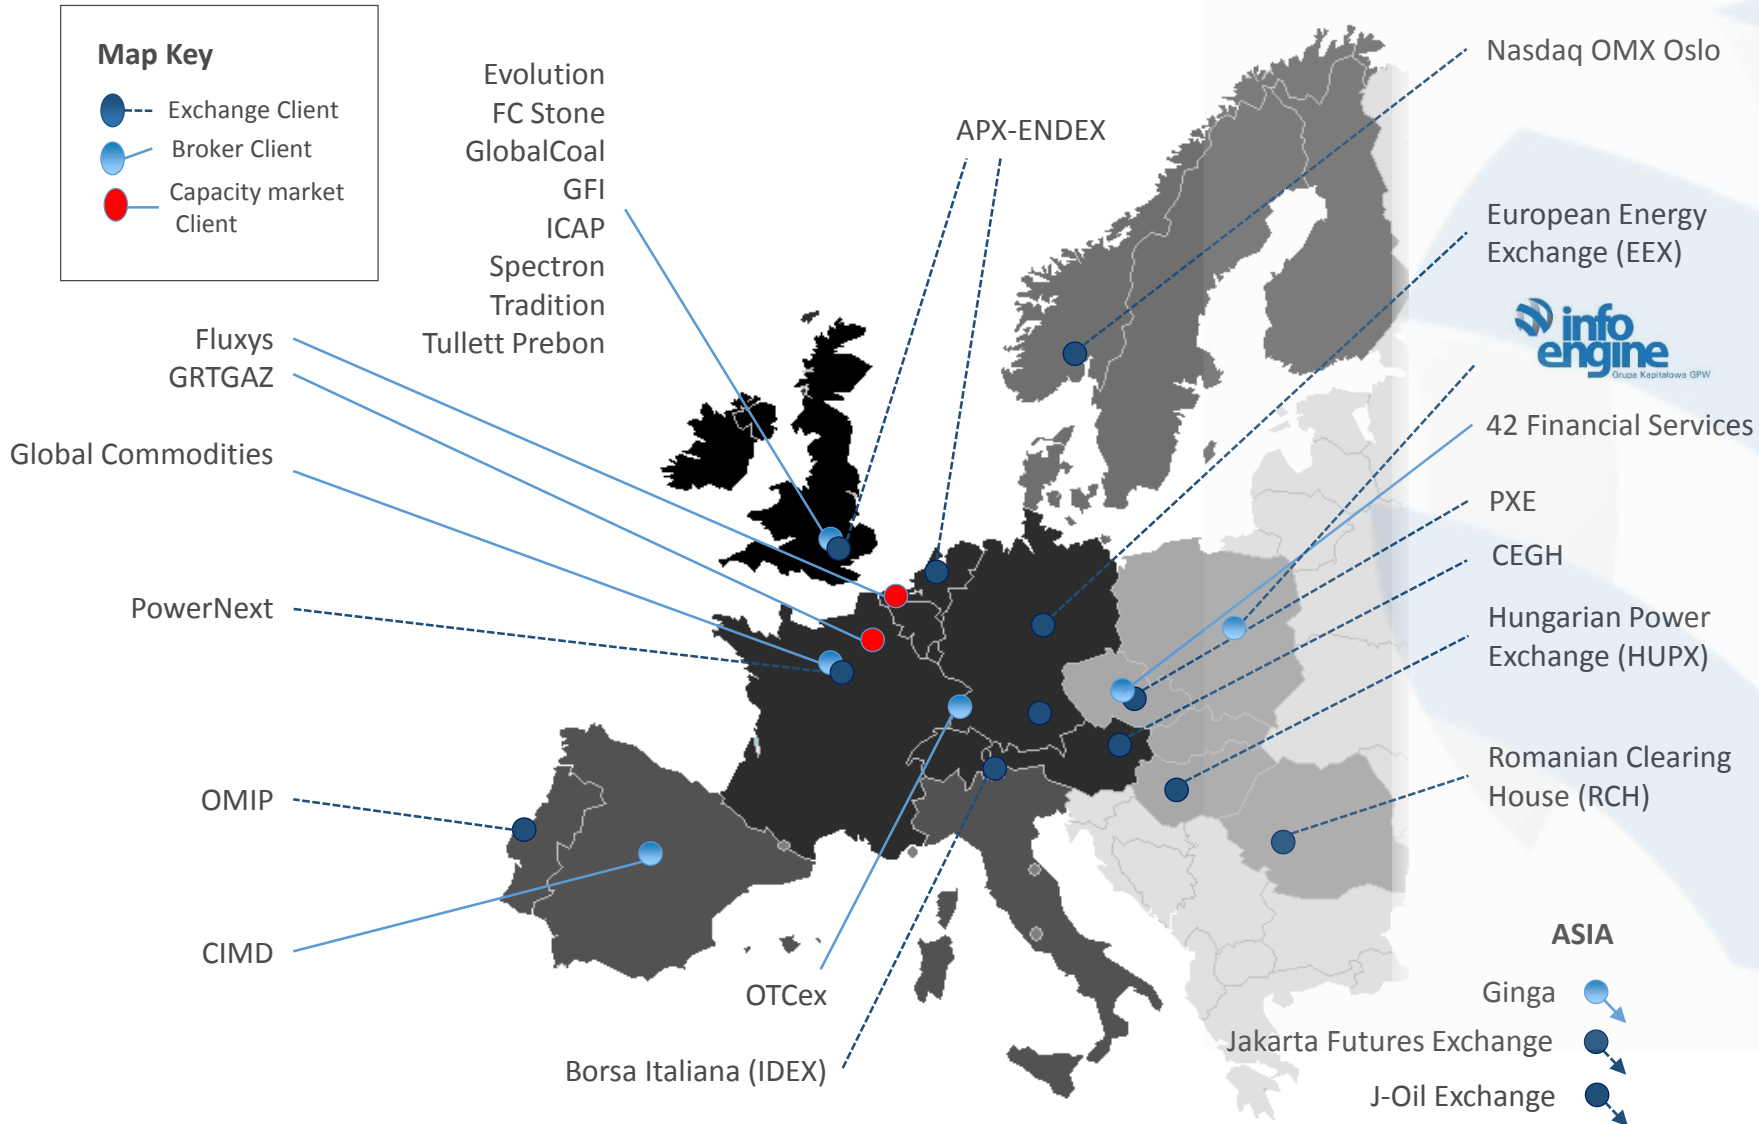 Map Key
Exchange Client
Broker Client
Capacity market
Client
Evolution
FC Stone
GlobalCoal
GFI
ICAP
Spectron
Tradition
Tullett Prebon
APX-ENDEX
Nasdaq OMX Oslo
European Energy
Exchange (EEX)
info
engine
Grupa Kapitałowa GPW
42 Financial Services
PXE
CEGH
Hungarian Power
Exchange (HUPX)
Romanian Clearing
House (RCH)
Fluxys
GRTGAZ
Global Commodities
PowerNext
OMIP
CIMD
OTCex
Borsa Italiana (IDEX)
ASIA
Ginga
Jakarta Futures Exchange
J-Oil Exchange